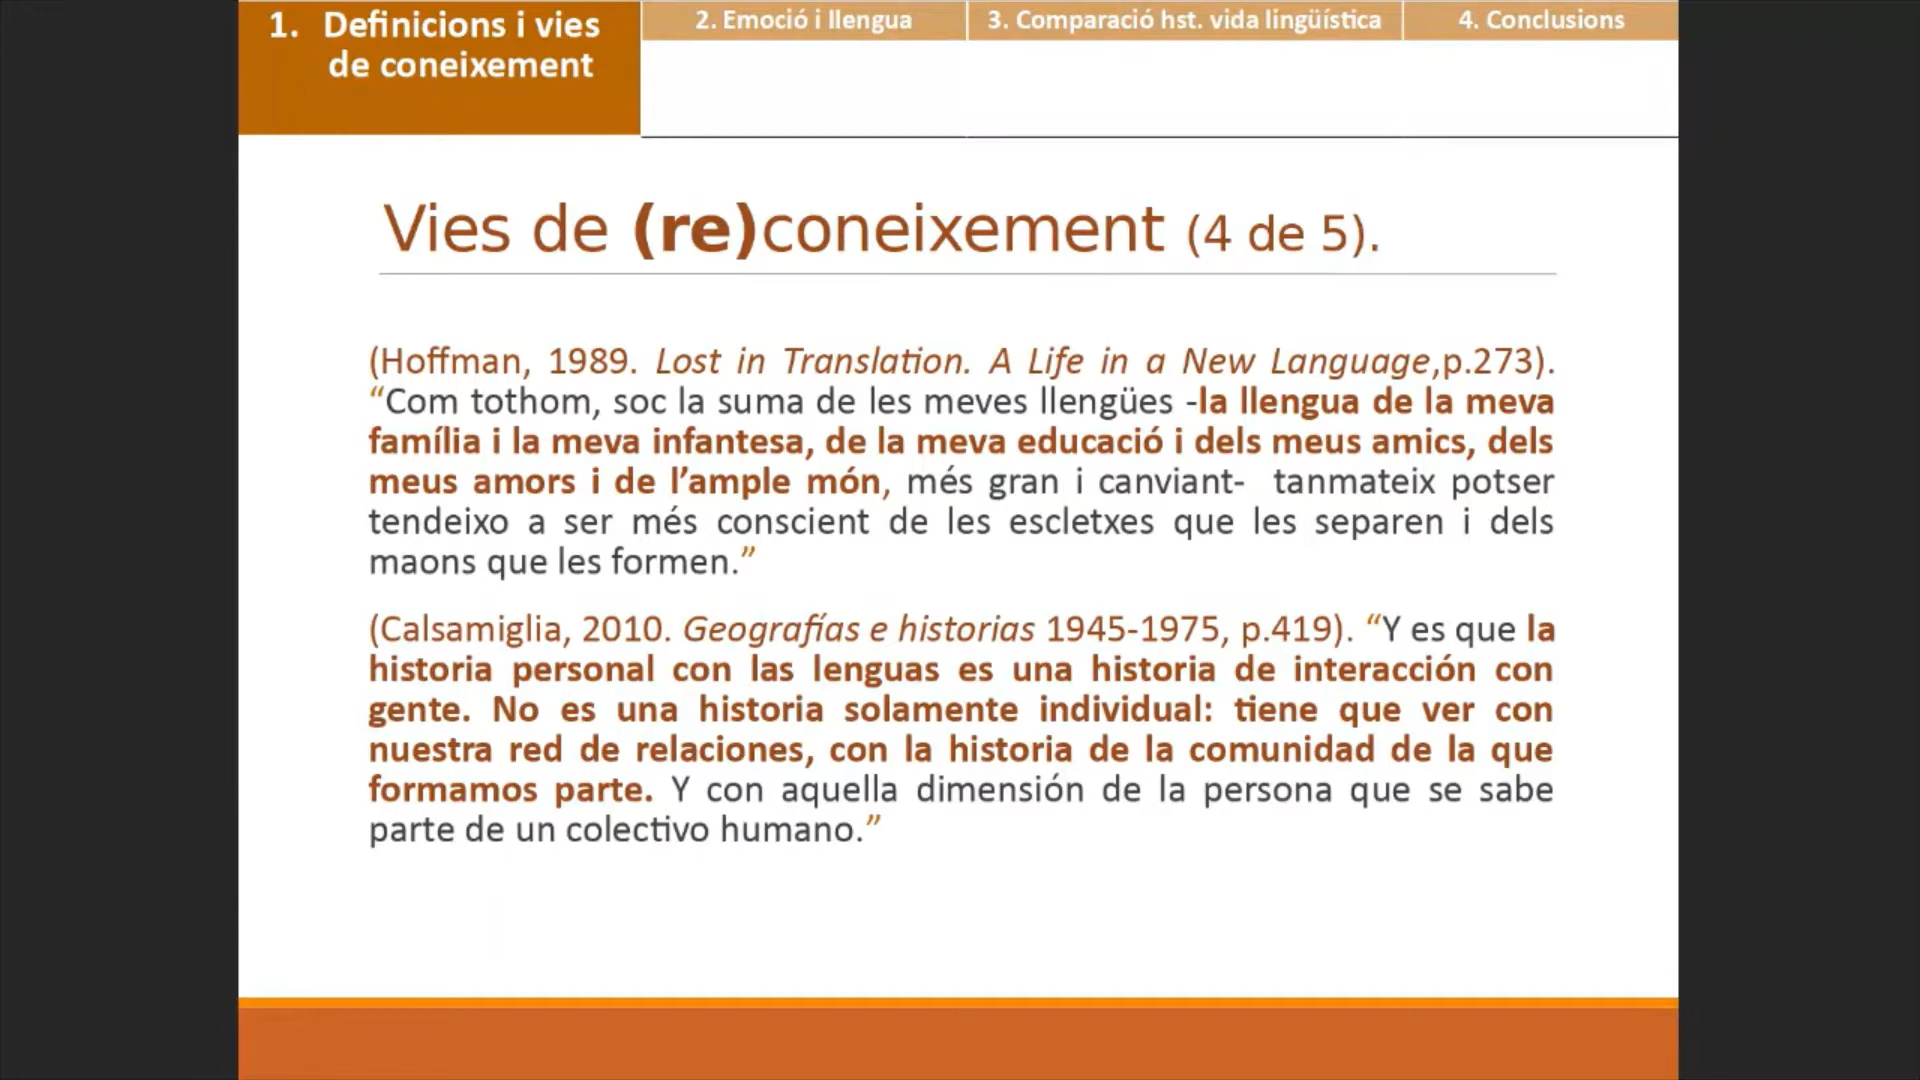 1. Definicions i vies
de coneixement
2. Emoció i llengua
3. Comparació hst. vida lingüística
4. Conclusions
Vies de (re)coneixement (4 de 5).
(Hoffman, 1989. Lost in Translation. A Life in a New Language,p.273).
“Com tothom, soc la suma de les meves llengües -la llengua de la meva
família i la meva infantesa, de la meva educació i dels meus amics, dels
meus amors i de l’ample món, més gran i canviant- tanmateix potser
tendeixo a ser més conscient de les escletxes que les separen i dels
maons que les formen.”
(Calsamiglia, 2010. Geografías e historias 1945-1975, p.419). “Y es que la
historia personal con las lenguas es una historia de interacción con
gente. No es una historia solamente individual: tiene que ver con
nuestra red de relaciones, con la historia de la comunidad de la que
formamos parte. Y con aquella dimensión de la persona que se sabe
parte de un colectivo humano.”